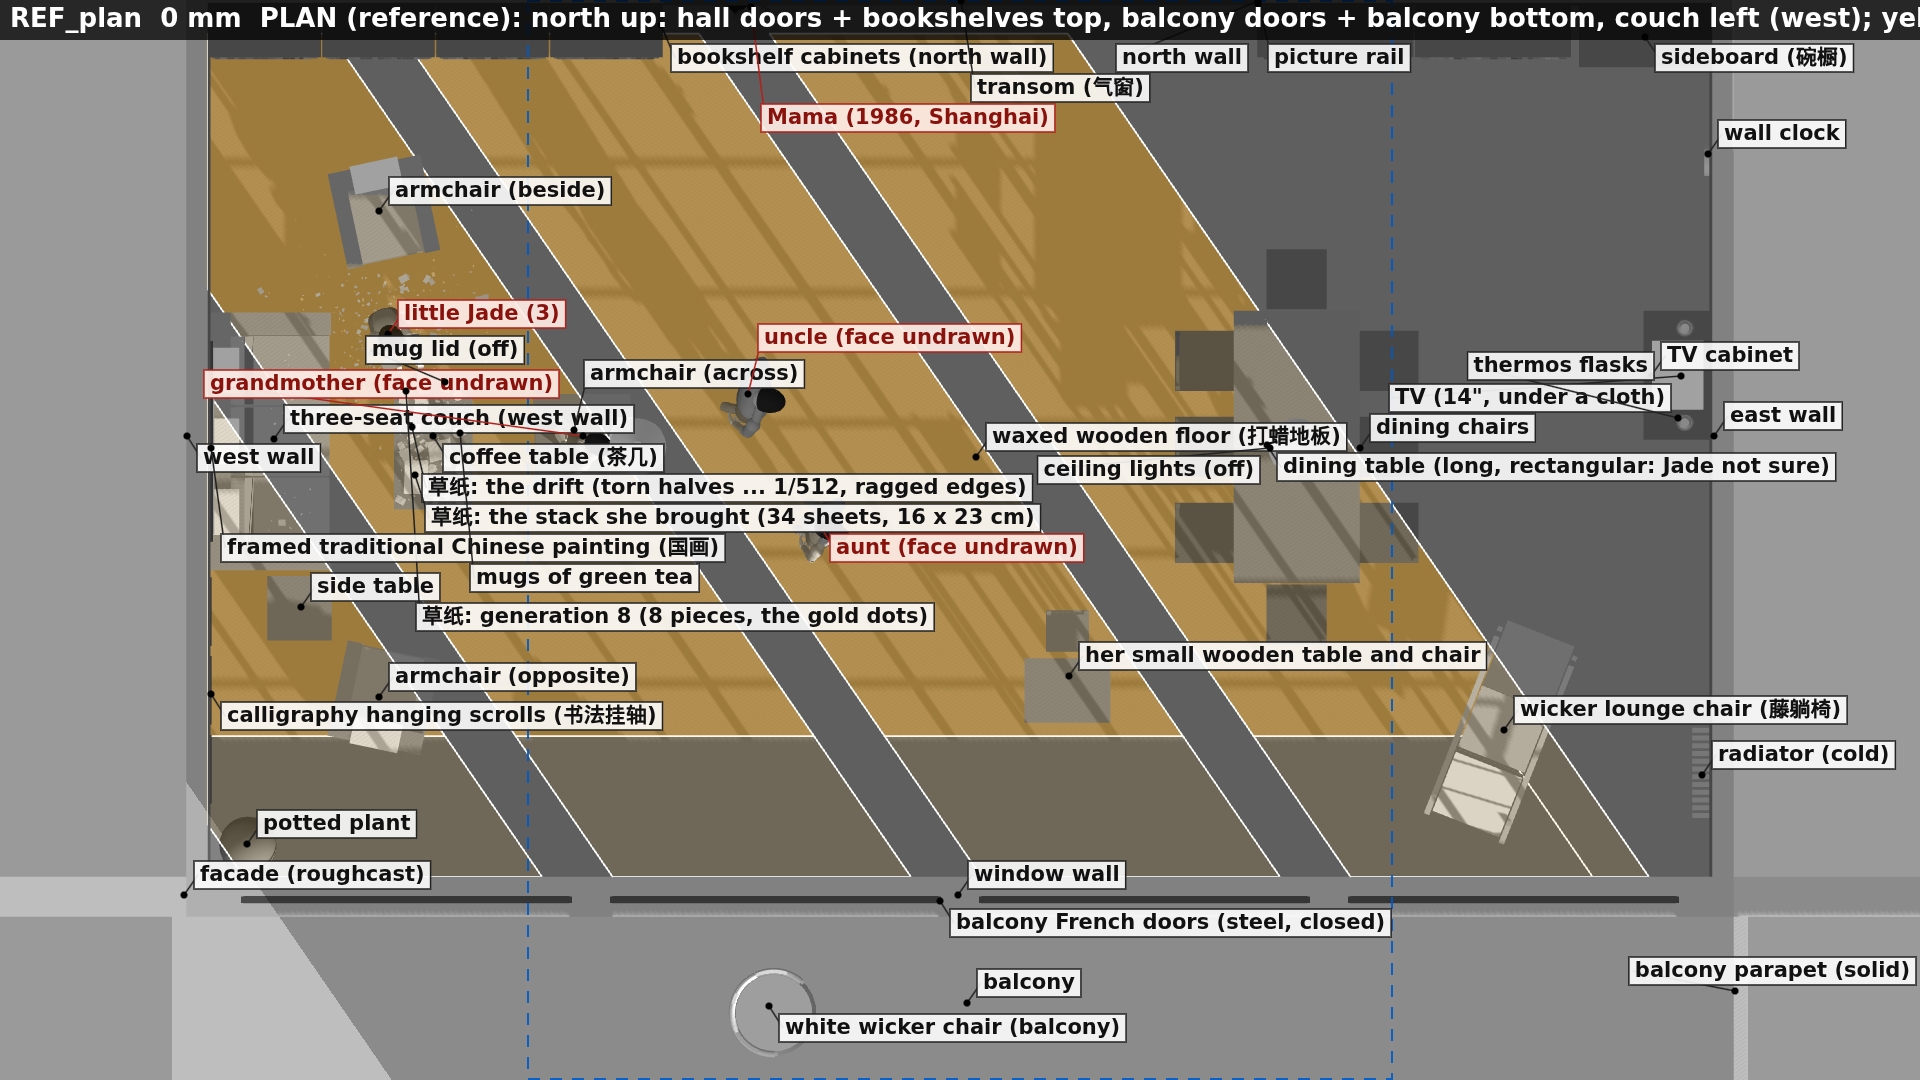 REF_plan 0 mm PLAN (reference): north up: hall doors + bookshelves top, balcony doors + balcony bottom, couch left (west); yel
bookshelf cabinets (north wall)
north wall
picture rail
sideboard (碗橱)
transom (气窗)
Mama (1986, Shanghai)
wall clock
armchair (beside)
little Jade (3)
uncle (face undrawn)
mug lid (off)
TV cabinet
thermos flasks
armchair (across)
grandmother (face undrawn)
TV (14", under a cloth)
three-seat couch (west wall)
east wall
dining chairs
waxed wooden floor (打蜡地板)
west wall
coffee table (茶几)
ceiling lights (off)
dining table (long, rectangular: Jade not sure)
草纸: the drift (torn halves ... 1/512, ragged edges)
草纸: the stack she brought (34 sheets, 16 x 23 cm)
framed traditional Chinese painting (国画)
aunt (face undrawn)
mugs of green tea
side table
草纸: generation 8 (8 pieces, the gold dots)
her small wooden table and chair
armchair (opposite)
calligraphy hanging scrolls (书法挂轴)
wicker lounge chair (藤躺椅)
radiator (cold)
potted plant
facade (roughcast)
window wall
balcony French doors (steel, closed)
balcony parapet (solid)
balcony
white wicker chair (balcony)